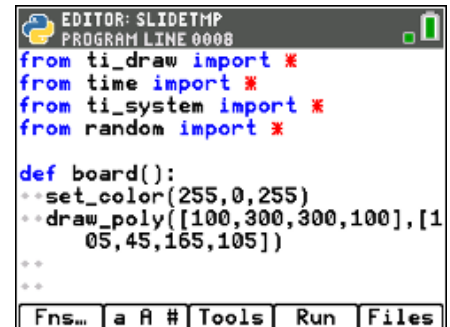 EDITOR: SLIDETMP
PROGRAM LINE 0008
from ti_draw import *
from time import *
from ti_system import *
from random import *
def board():
set_color(255,0,255)
draw_poly([100,300,300,100],[1
05,45,165,105])
Fns… a A # Tools Run Files